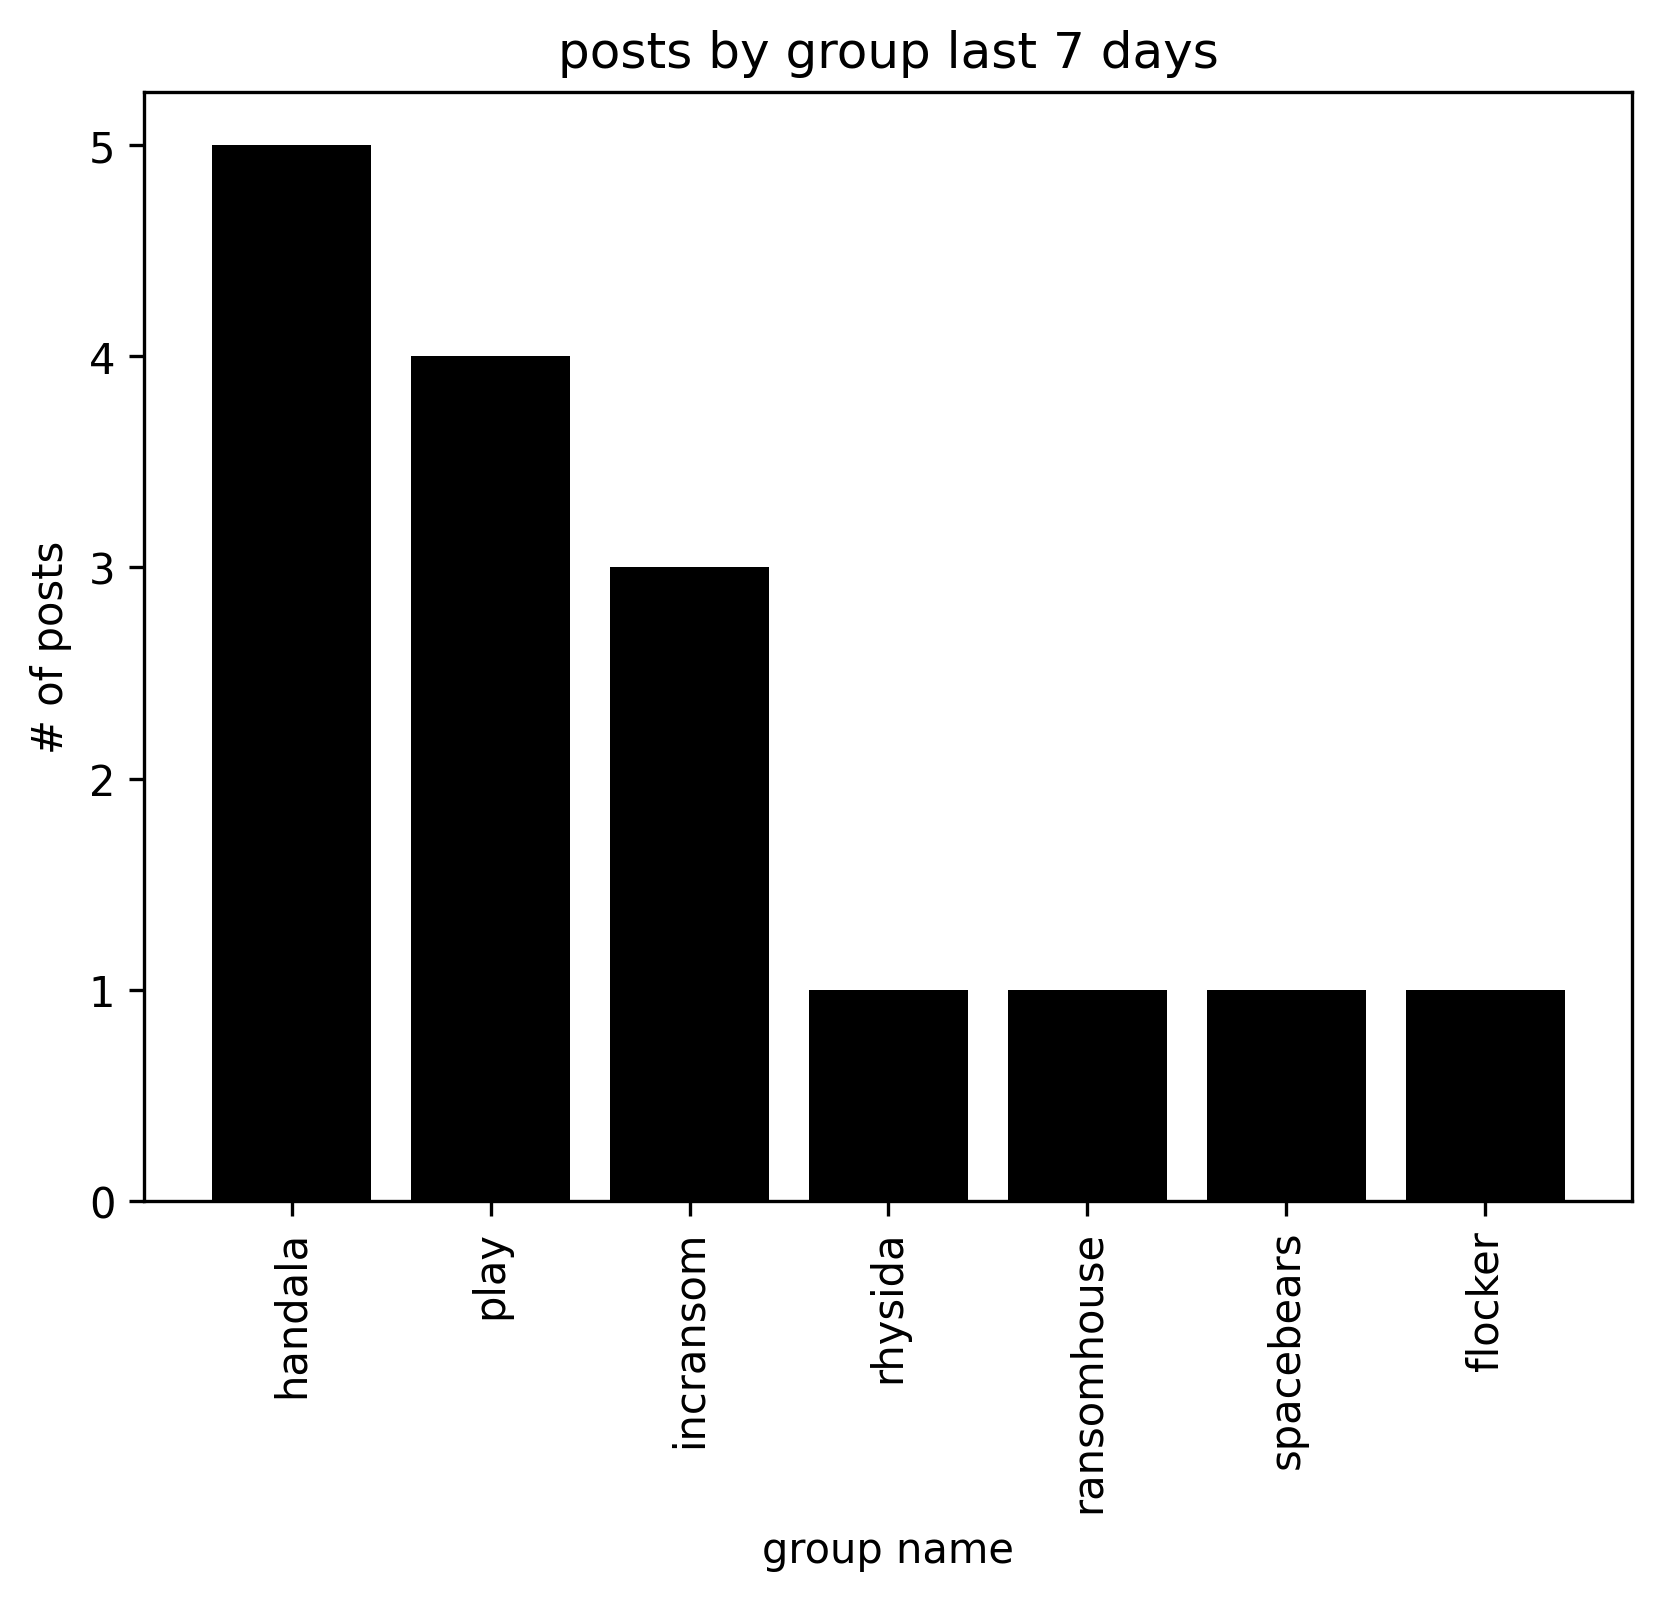 posts by group last 7 days
# of posts
5
4
3
2
1
0
handala
play
incransom
rhysida
ransomhouse
spacebears
flocker
group name